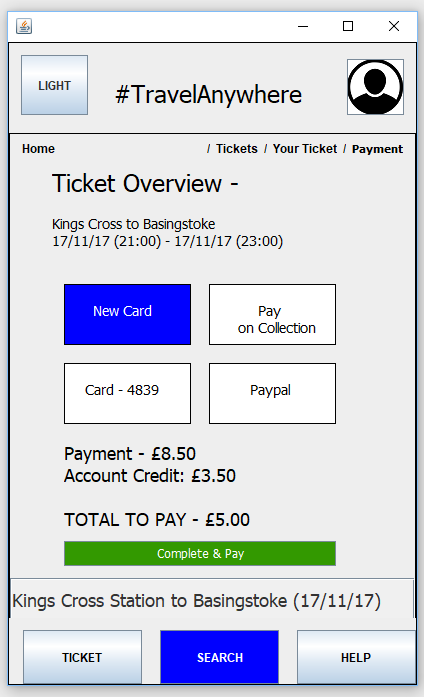 LIGHT
#TravelAnywhere
Home / Tickets / Your Ticket / Payment
Ticket Overview -
Kings Cross to Basingstoke
17/11/17 (21:00) - 17/11/17 (23:00)
New Card
Pay
on Collection
Card - 4839
Paypal
Payment - £8.50
Account Credit: £3.50
TOTAL TO PAY - £5.00
Complete & Pay
Kings Cross Station to Basingstoke (17/11/17)
TICKET
SEARCH
HELP